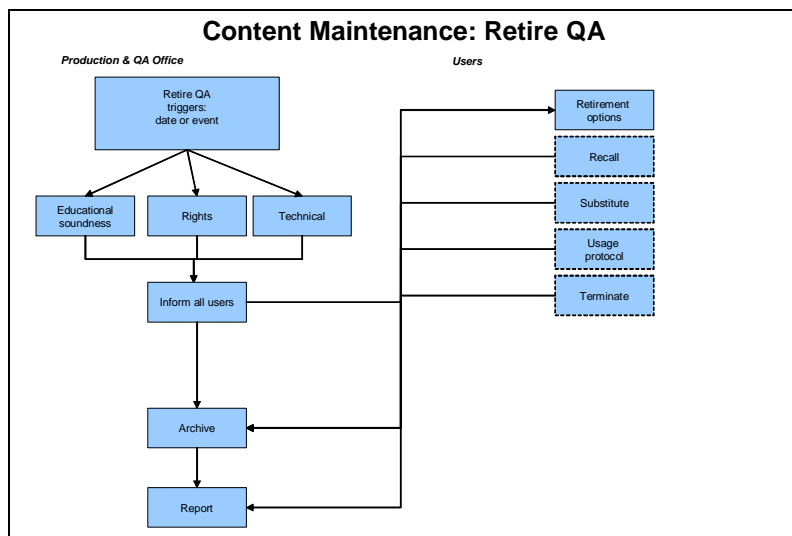 Content Maintenance: Retire QA
Production & QA Office
Users
Retire QA
triggers:
date or event
Retirement
options
Recall
Educational
soundness
Rights
Technical
Substitute
Usage
protocol
Inform all users
Terminate
Archive
Report